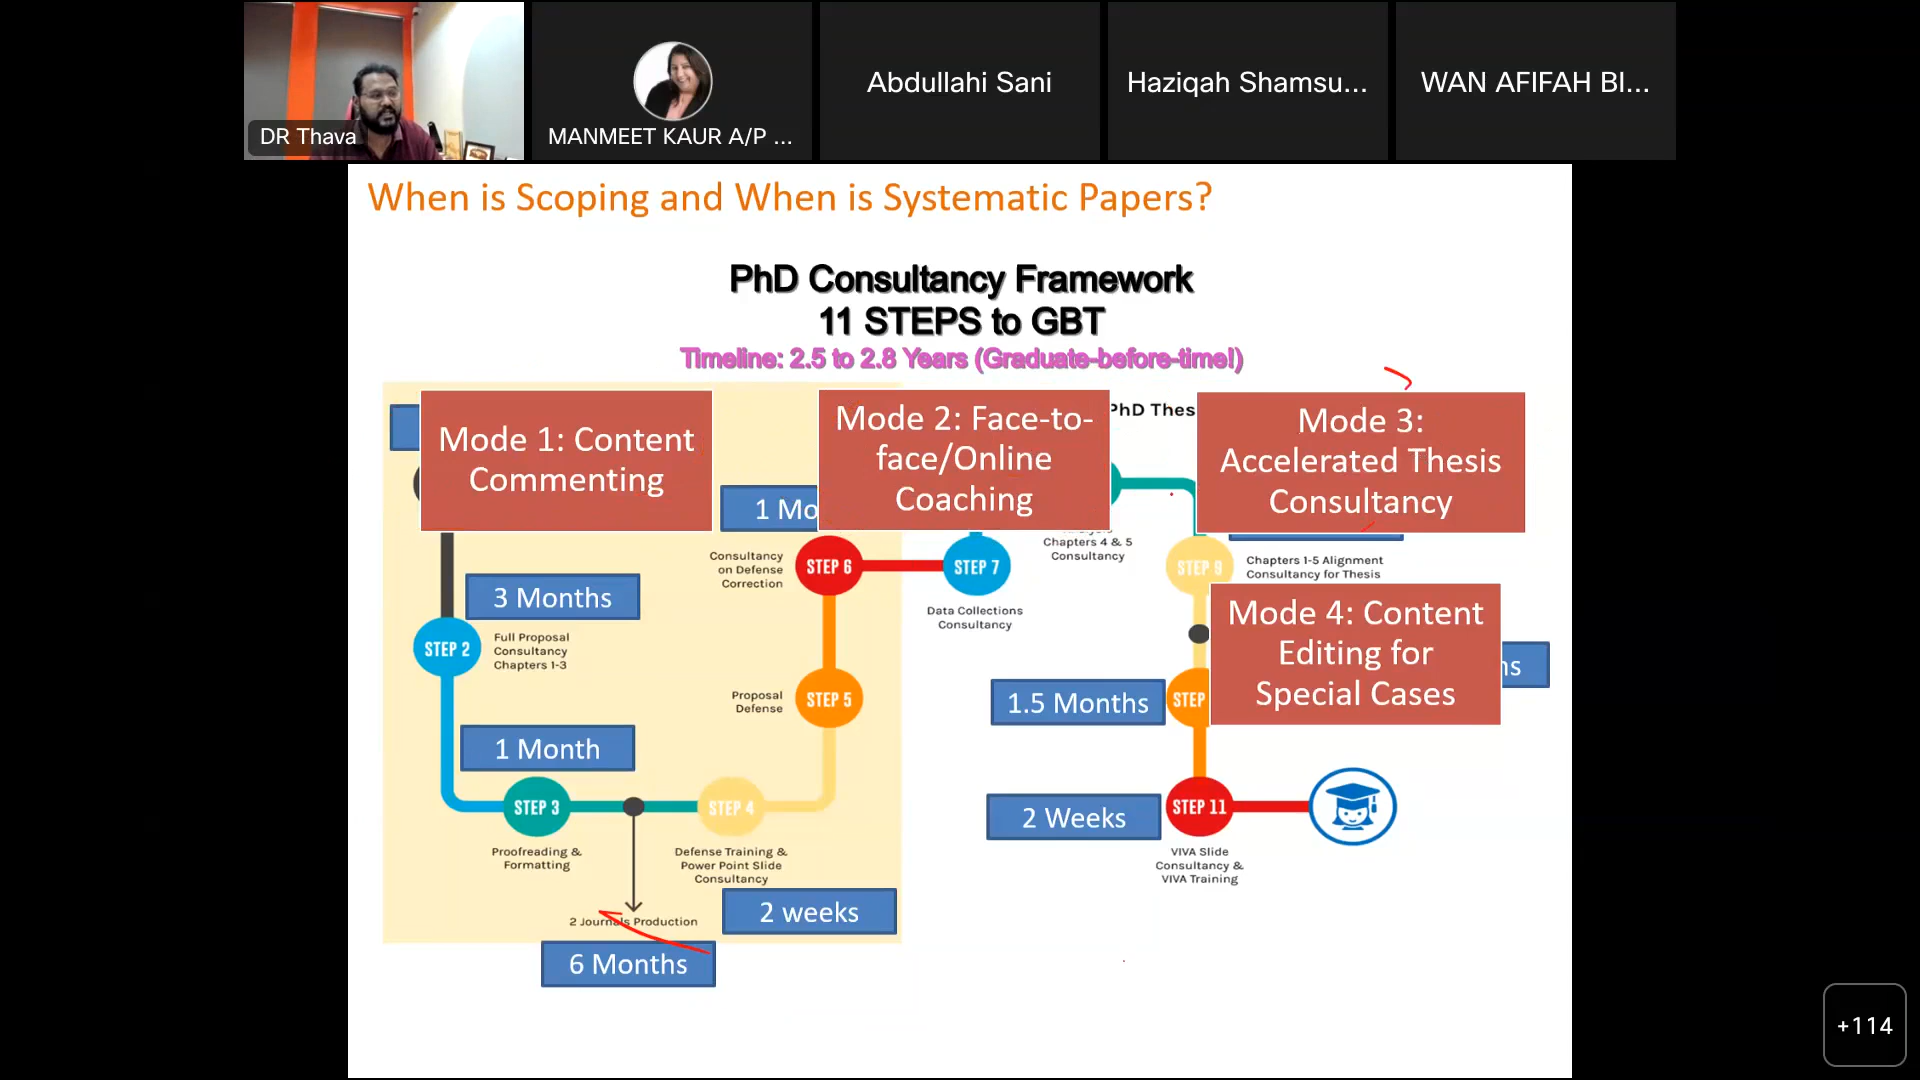 DR Thava
MANMEET KAUR A/P ...
Abdullahi Sani
Haziqah Shamsu...
WAN AFIFAH BI...
When is Scoping and When is Systematic Papers?
PhD Consultancy Framework
11 STEPS to GBT
Timeline: 2.5 to 2.8 Years (Graduate-before-time!)
Mode 1: Content
Commenting
Mode 2: Face-to-
face/Online
Coaching
PhD Thes
Mode 3:
Accelerated Thesis
Consultancy
1 Mo
Chapters 4 & 5
Consultancy
Consultancy
on Defense
Correction
STEP 6
STEP 7
Data Collections
Consultancy
STEP 9
Chapters 1-5 Alignment
Consultancy for Thesis
3 Months
STEP 2
Full Proposal
Consultancy
Chapters 1-3
Mode 4: Content
Editing for
Special Cases
Proposal
Defense
STEP 5
1.5 Months
STEP
1 Month
STEP 3
STEP 4
2 Weeks
STEP 11
Proofreading &
Formatting
Defense Training &
Power Point Slide
Consultancy
VIVA Slide
Consultancy &
VIVA Training
2 Journals Production
2 weeks
6 Months
+114